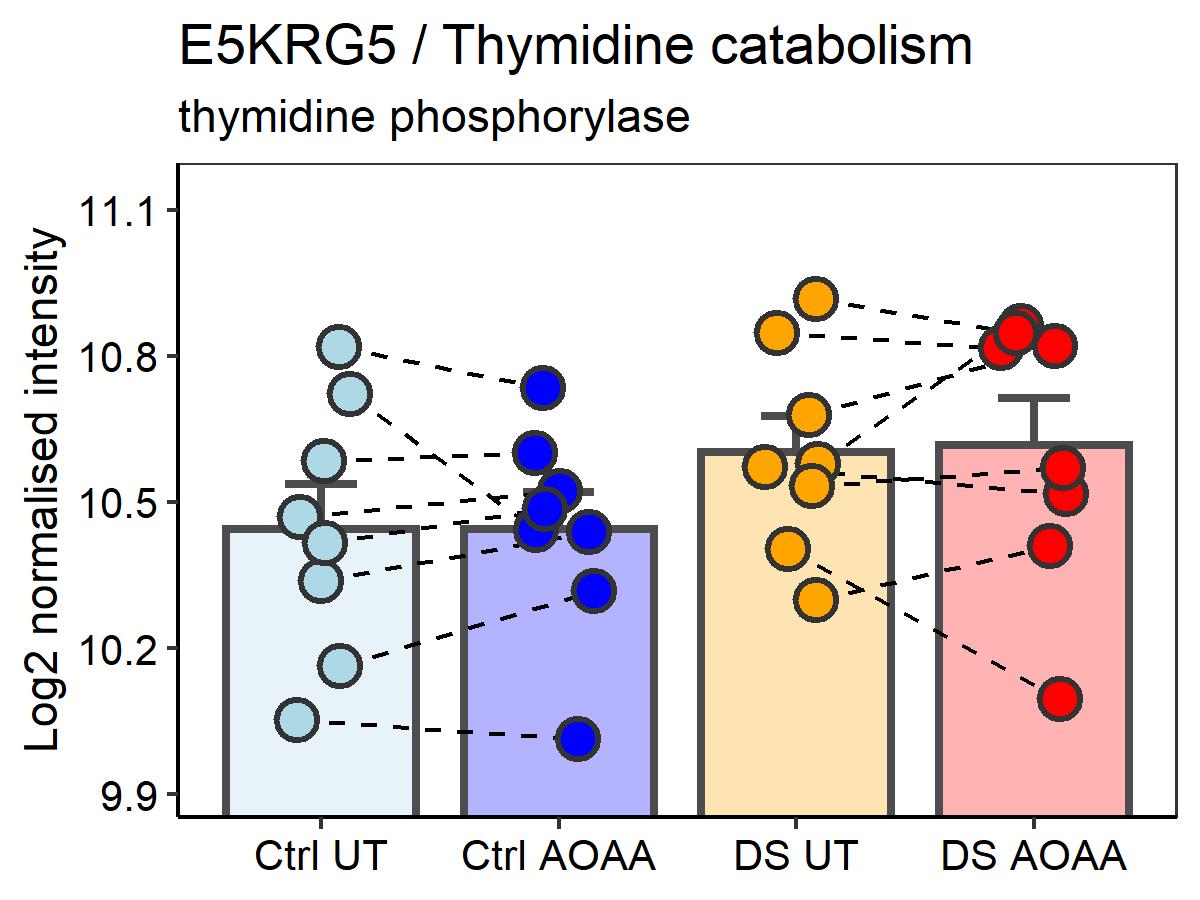 E5KRG5 / Thymidine catabolism
thymidine phosphorylase
Log2 normalised intensity
11.1
10.8
10.5
10.2
9.9
Ctrl UT
Ctrl AOAA
DS UT
DS AOAA